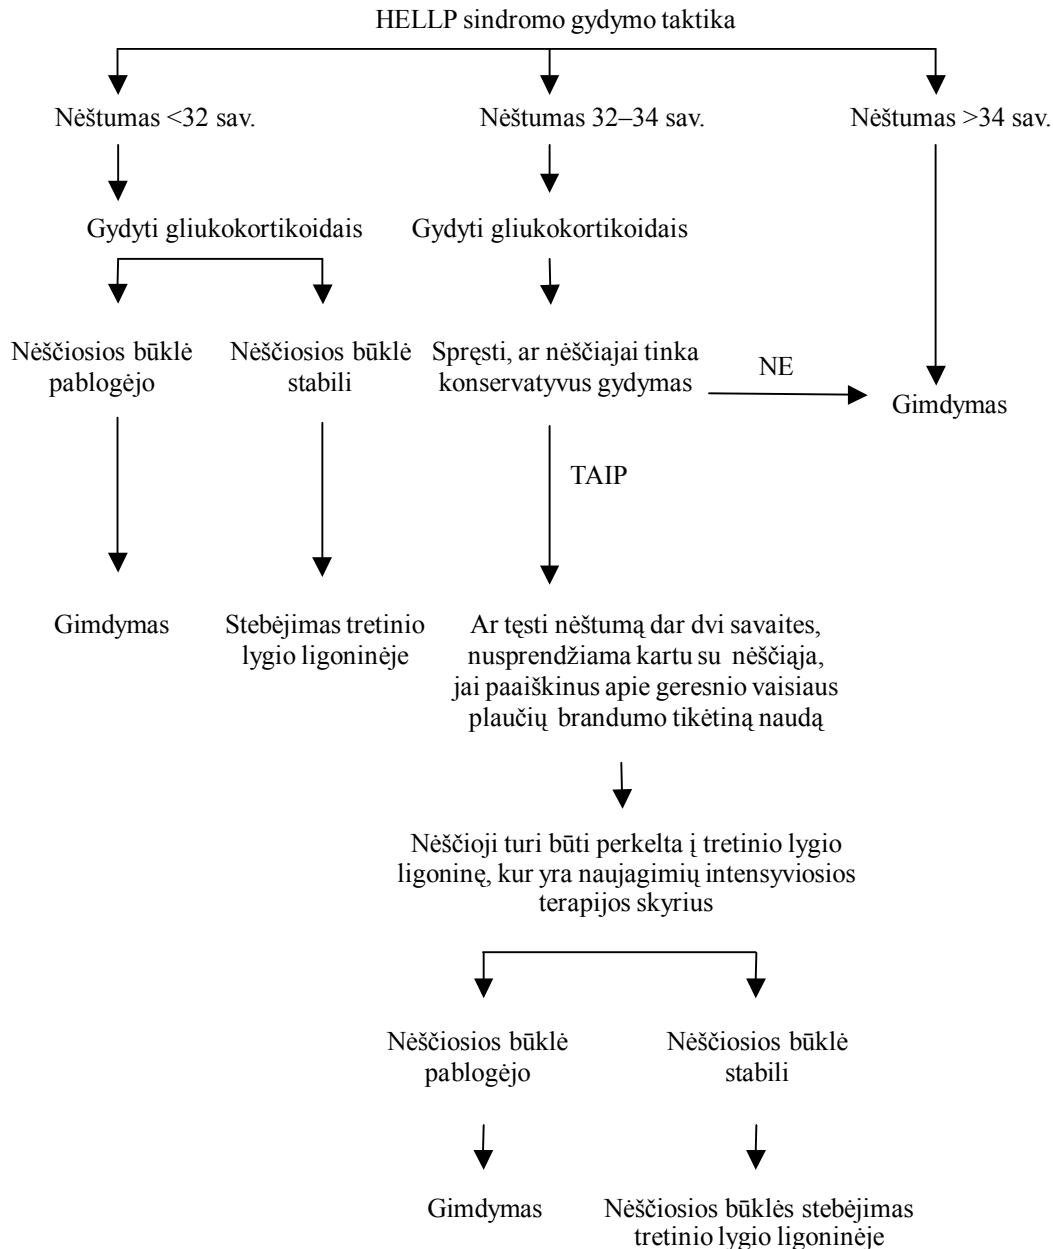 HELLP sindromo gydymo taktika
Nėštumas <32 sav.
Nėštumas 32–34 sav.
Nėštumas >34 sav.
Gydyti gliukokortikoidais
Gydyti gliukokortikoidais
Nėščiosios būklė
pablogėjo
Nėščiosios būklė
stabili
Spręsti, ar nėščiajai tinka
konservatyvus gydymas
NE
Gimdymas
TAIP
Gimdymas
Stebėjimas tretinio
lygio ligoninėje
Ar tęsti nėštumą dar dvi savaites,
nusprendžiama kartu su nėščiąja,
jai paaiškinus apie geresnio vaisiaus
plaučių brandumo tikėtiną naudą
Nėščioji turi būti perkelta į tretinio lygio
ligoninę, kur yra naujagimių intensyviosios
terapijos skyrius
Nėščiosios būklė
pablogėjo
Nėščiosios būklė
stabili
Gimdymas
Nėščiosios būklės stebėjimas
tretinio lygio ligoninėje